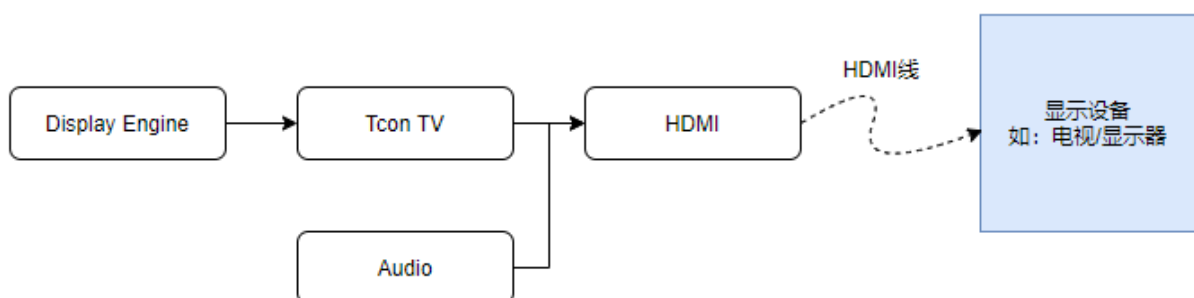 HDMI线
Display Engine
Tcon TV
HDMI
显示设备
如：电视/显示器
Audio